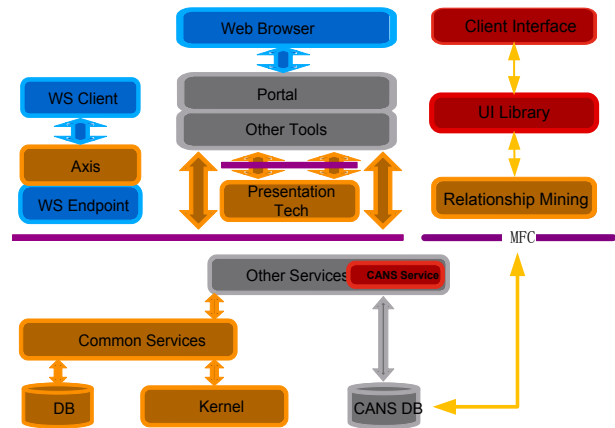 Web Browser
Client Interface
WS Client
Portal
UI Library
Other Tools
Axis
Presentation
Tech
Relationship Mining
WS Endpoint
MFC
Other Services
CANS Service
Common Services
DB
Kernel
CANS DB